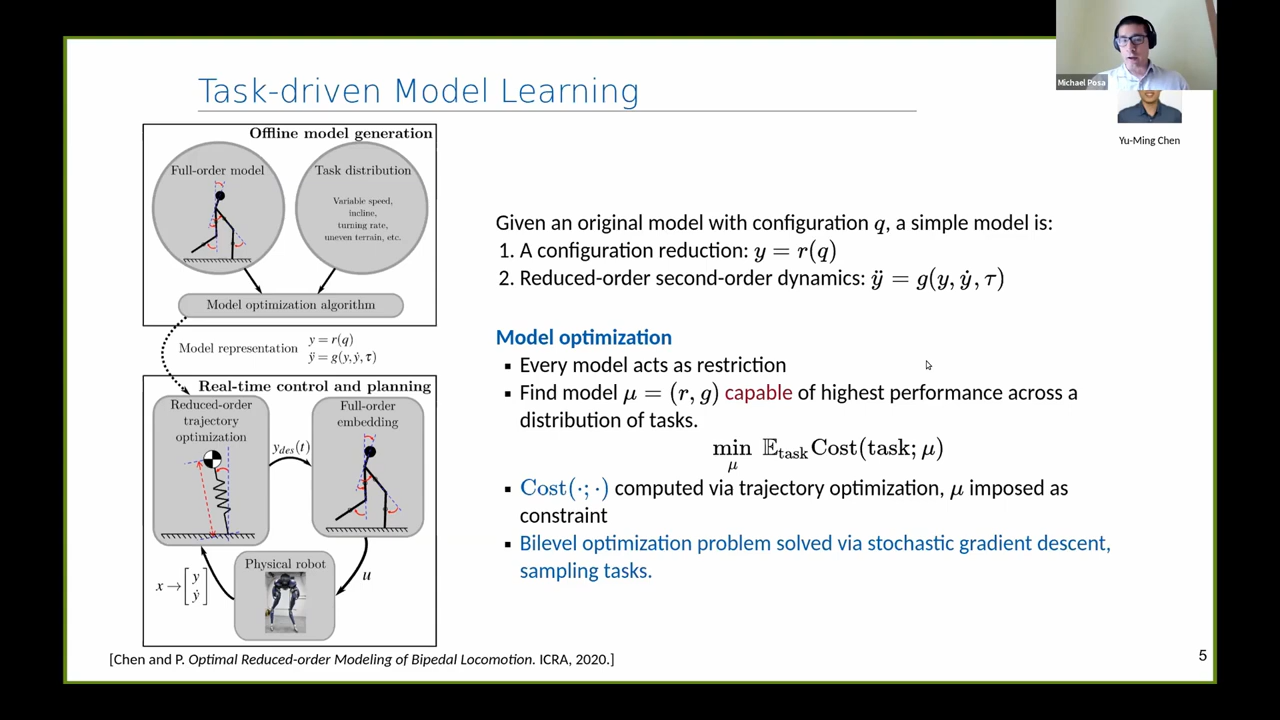 Michael Posa
Yu-Ming Chen
Task-driven Model Learning
Offline model generation
Full-order model
Task distribution
Variable speed,
incline,
turning rate,
uneven terrain, etc.
Model optimization algorithm
Model representation
y = r(q)
ÿ = g(y, ẏ, τ)
Real-time control and planning
Reduced-order
trajectory
optimization
y_des(t)
Full-order
embedding
x → [y ẏ]
Physical robot
u
Given an original model with configuration q, a simple model is:
1. A configuration reduction: y = r(q)
2. Reduced-order second-order dynamics: ÿ = g(y, ẏ, τ)
Model optimization
▪ Every model acts as restriction
▪ Find model μ = (r, g) capable of highest performance across a
distribution of tasks.
min_μ 𝔼_task Cost(task; μ)
▪ Cost(·; ·) computed via trajectory optimization, μ imposed as
constraint
▪ Bilevel optimization problem solved via stochastic gradient descent,
sampling tasks.
[Chen and P. Optimal Reduced-order Modeling of Bipedal Locomotion. ICRA, 2020.]
5